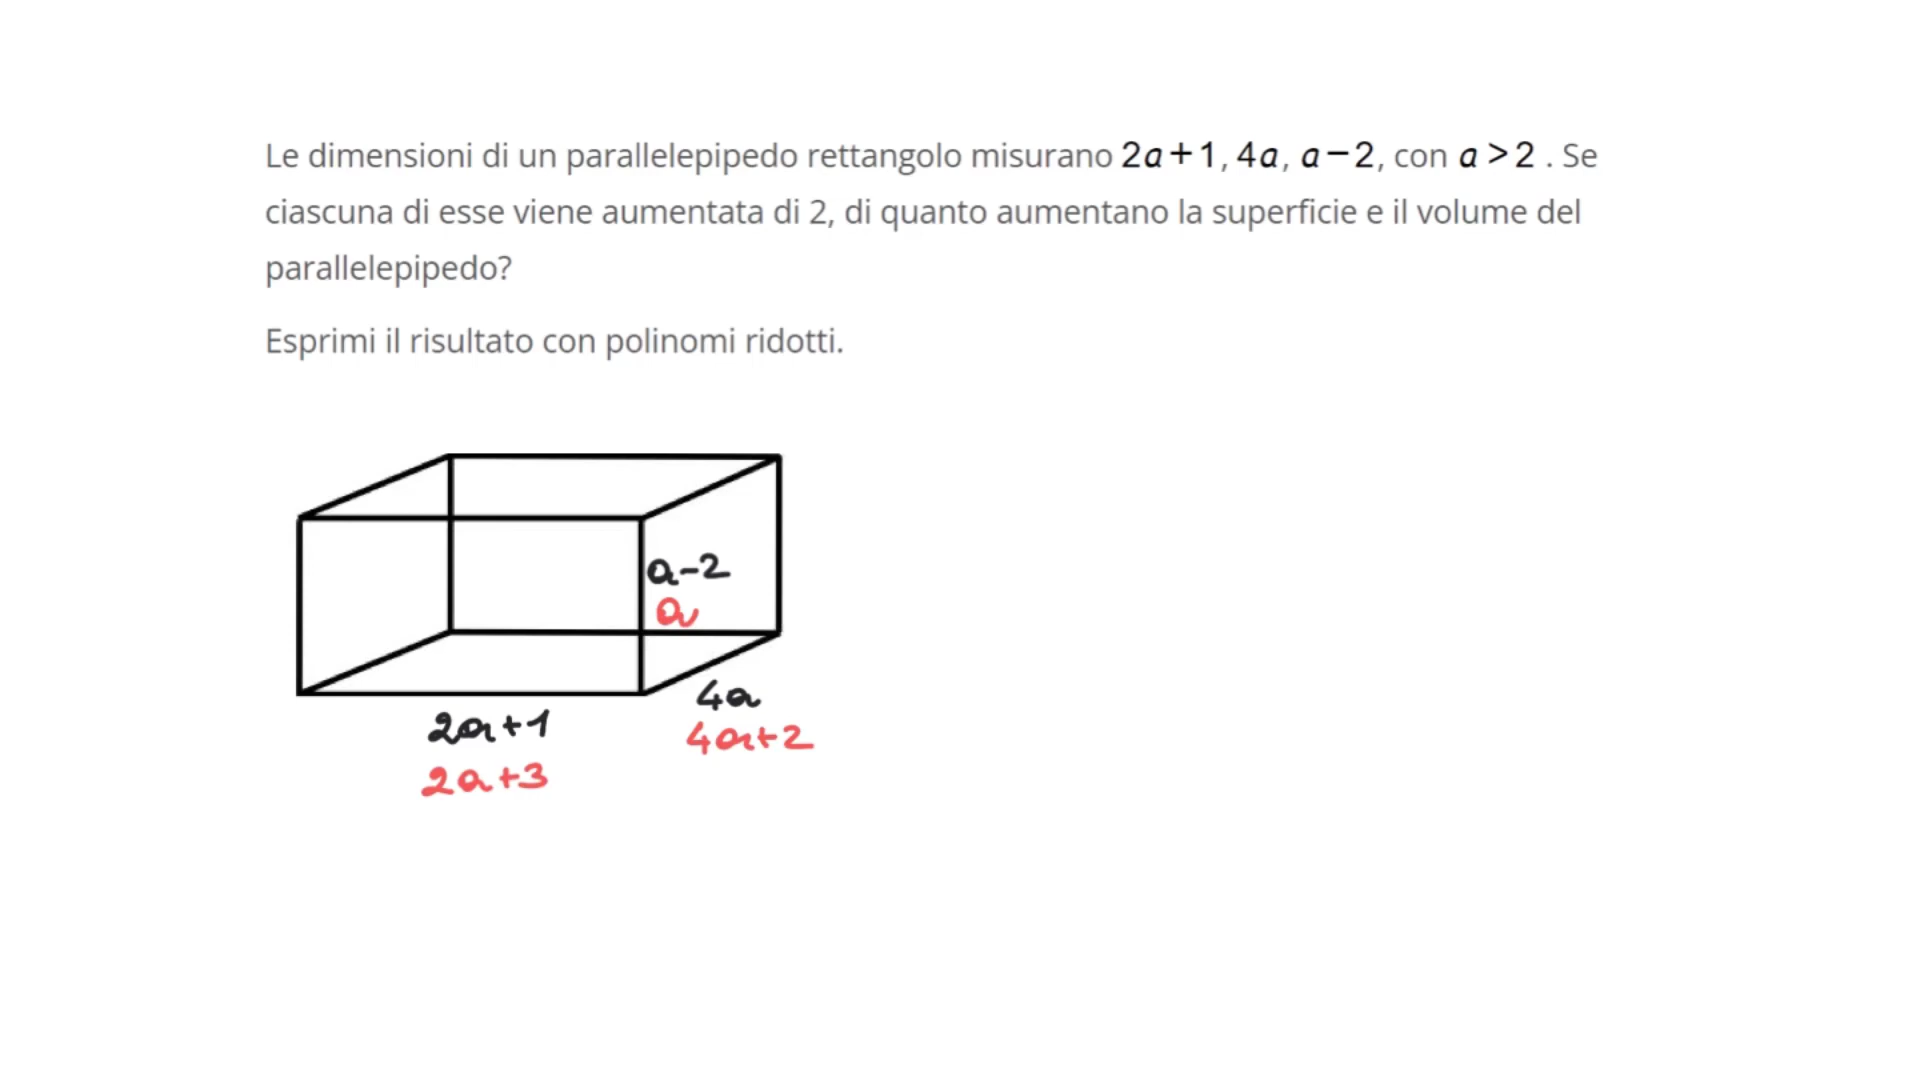 Le dimensioni di un parallelepipedo rettangolo misurano 2a+1, 4a, a−2, con a>2 . Se
ciascuna di esse viene aumentata di 2, di quanto aumentano la superficie e il volume del
parallelepipedo?
Esprimi il risultato con polinomi ridotti.
a-2
a
4a
2a+1
4a+2
2a+3